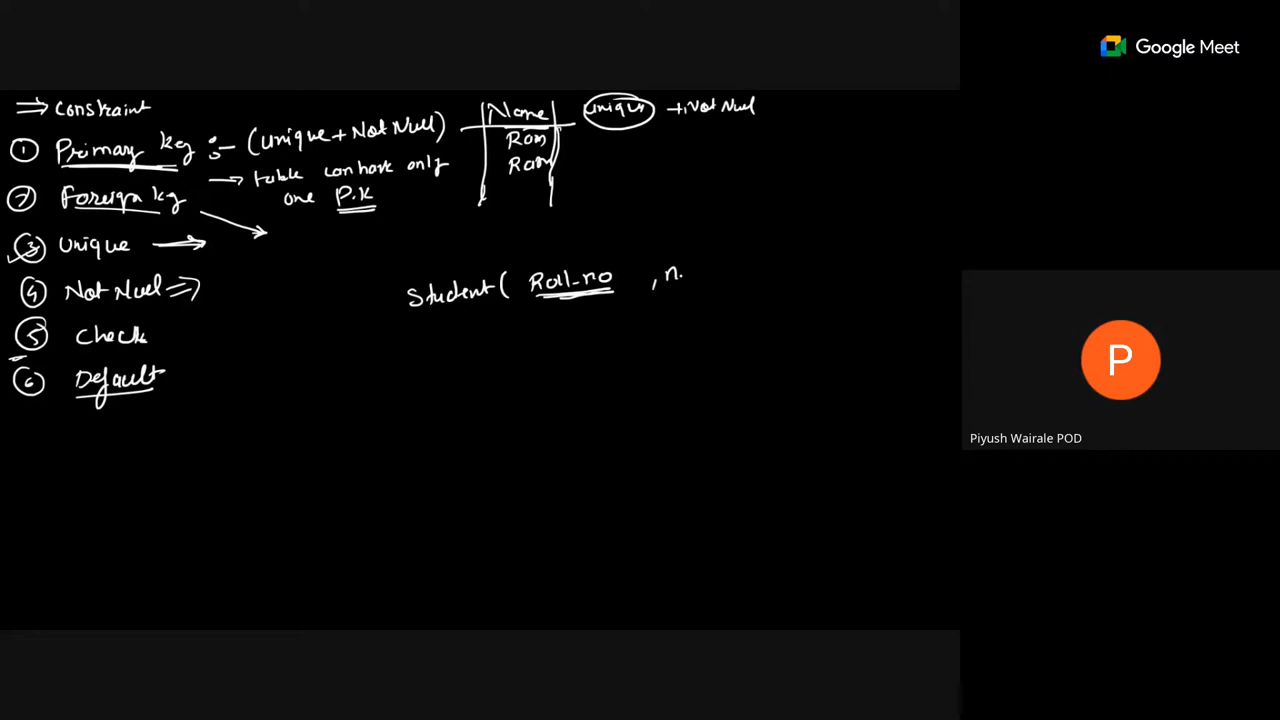 Google Meet
⇒ Constraint
① Primary key :- (Unique + Not Null)
→ table can have only
one P.K
② Foreign key
③ Unique →
④ Not Null ⇒
⑤ Check
⑥ Default
Name Unique → Not Null
Ram
Ram
Student ( Roll-no , n.
P
Piyush Wairale POD